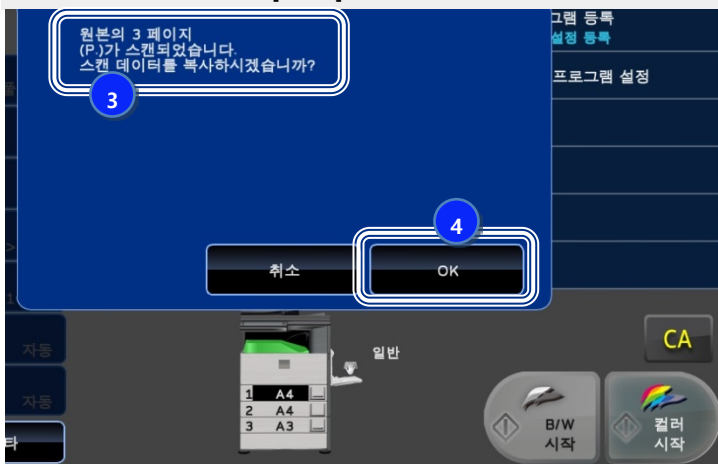 그램 등록
설정 등록
원본의 3 페이지
(P.)가 스캔되었습니다.
스캔 데이터를 복사하시겠습니까?
프로그램 설정
3
4
취소
OK
자동
일반
CA
1 A4
2 A4
3 A3
자동
B/W
시작
컬러
시작
타